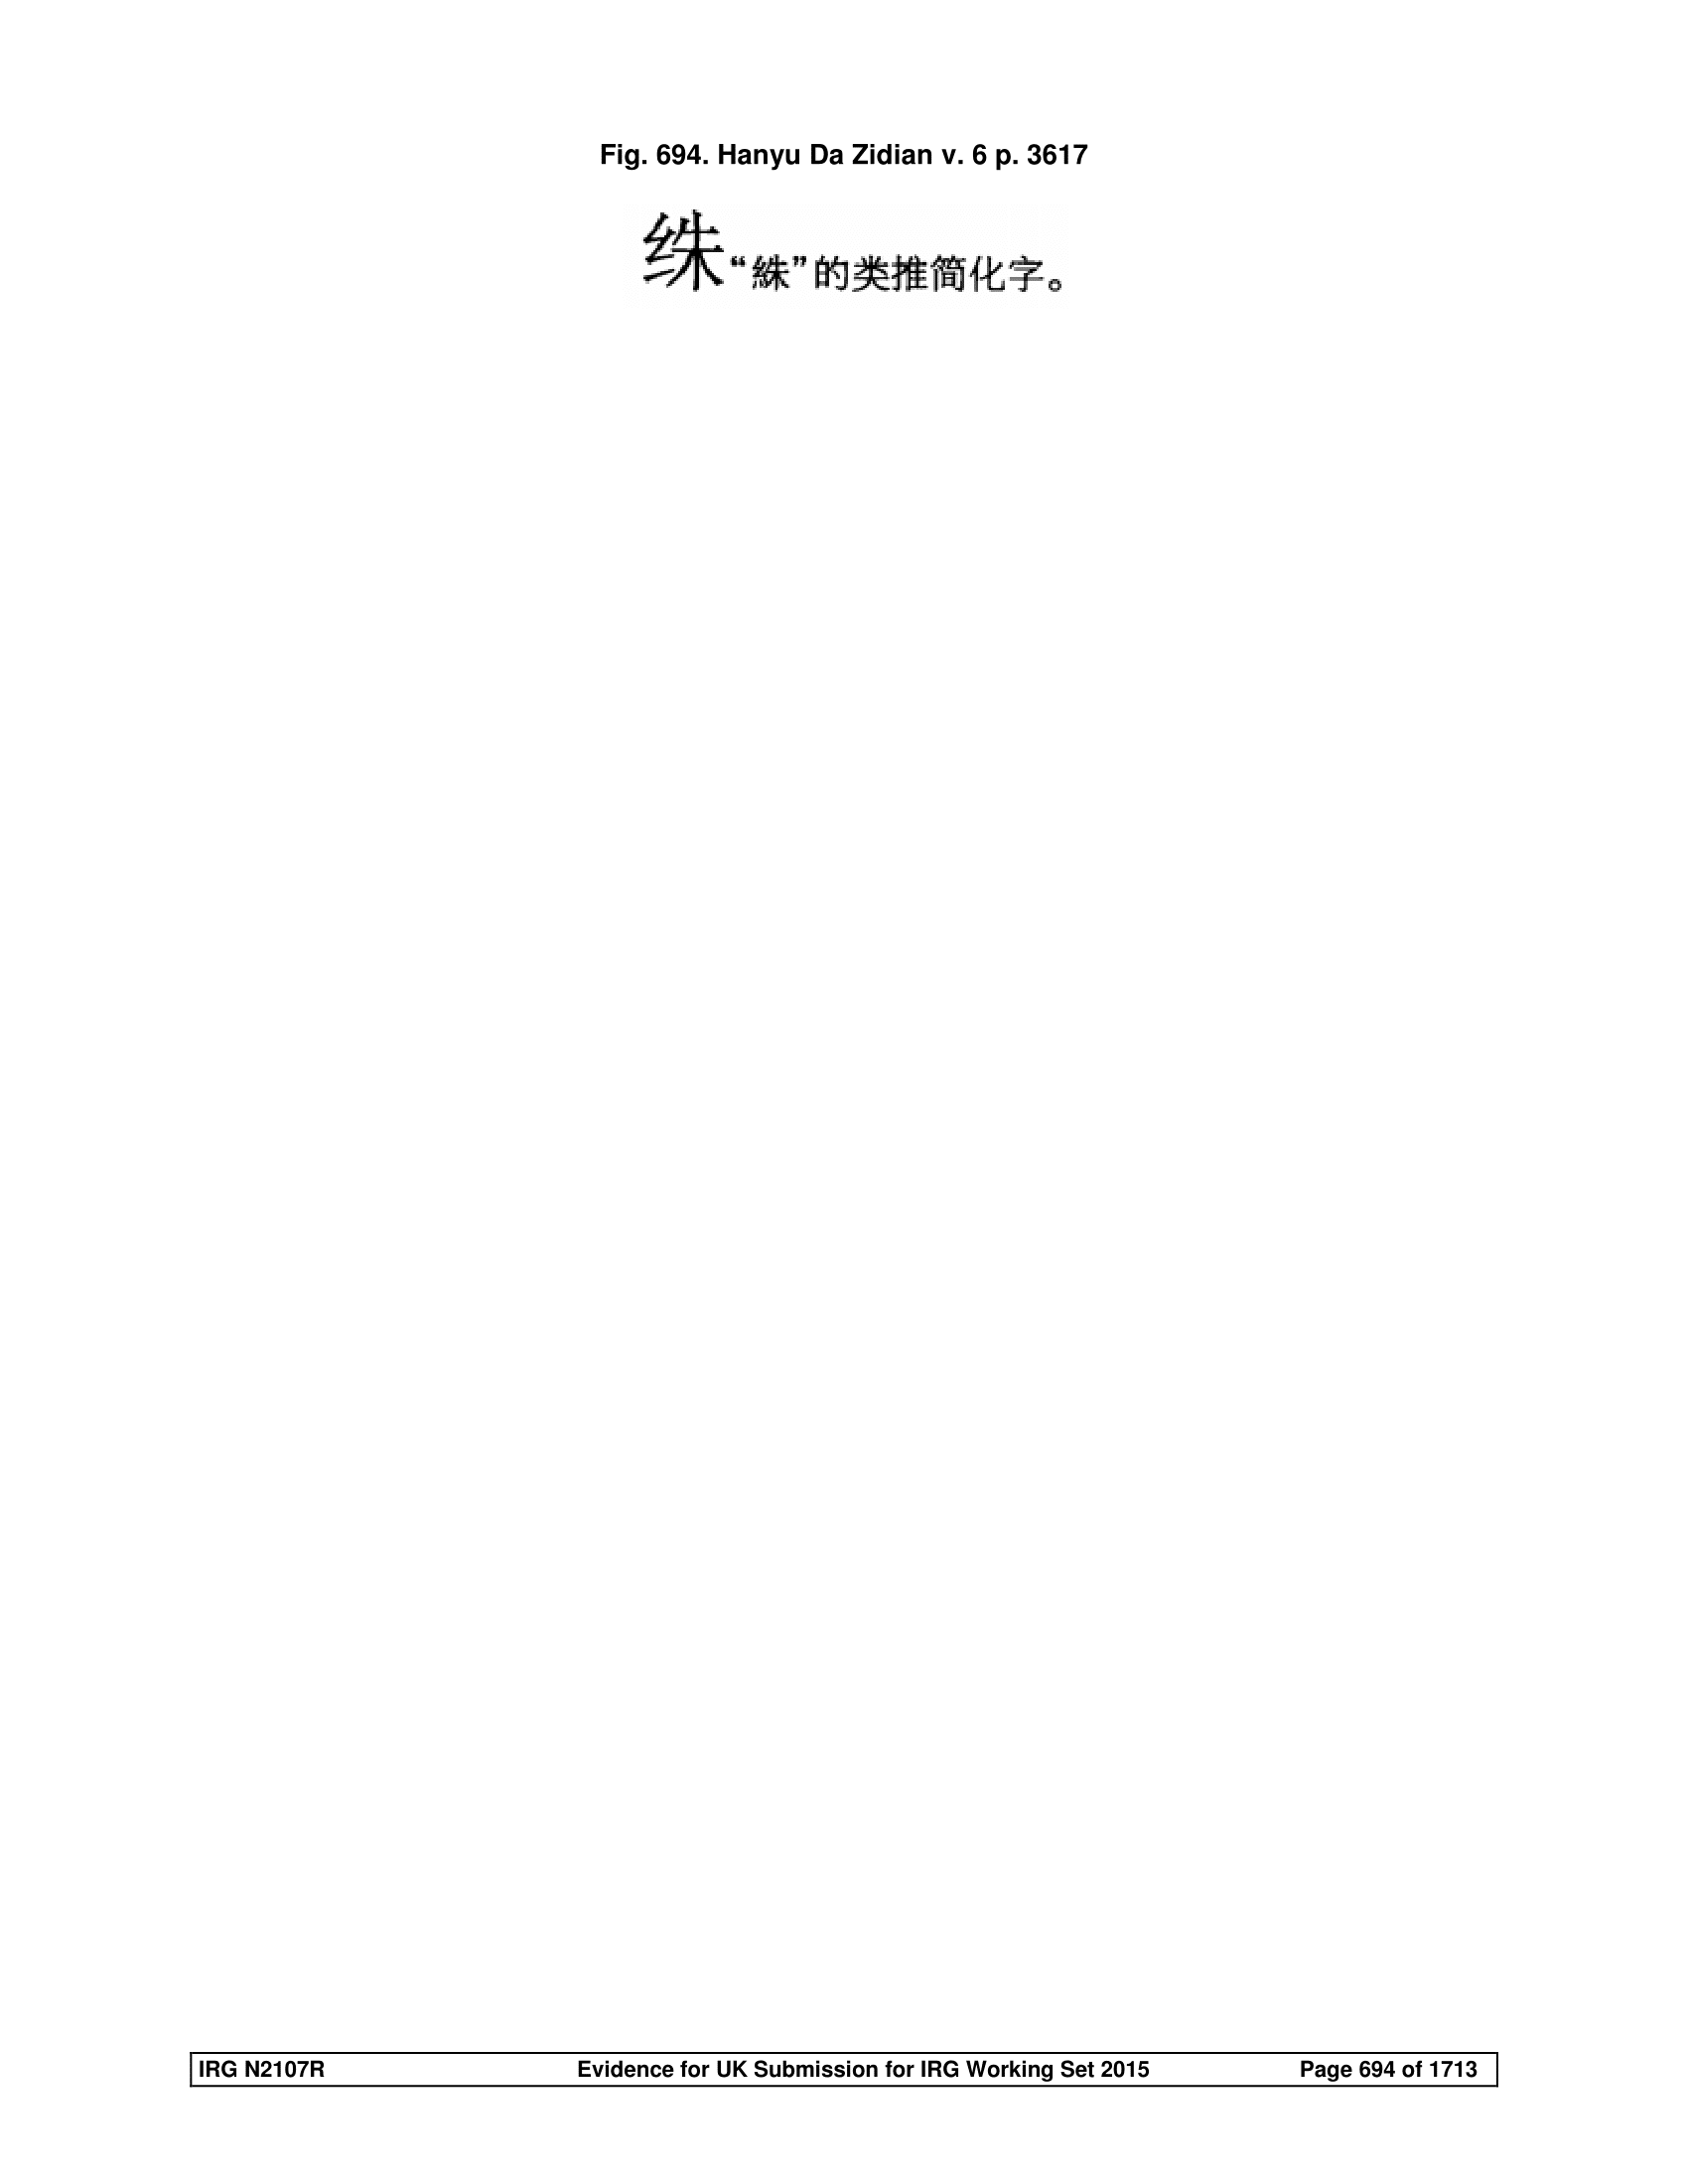 Fig. 694. Hanyu Da Zidian v. 6 p. 3617
𰬀“絑”的类推简化字。
IRG N2107R Evidence for UK Submission for IRG Working Set 2015 Page 694 of 1713